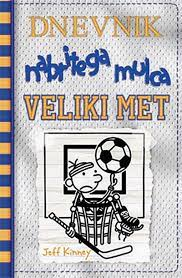 DNEVNIK
nabritega mulca
VELIKI MET
Jeff Kinney